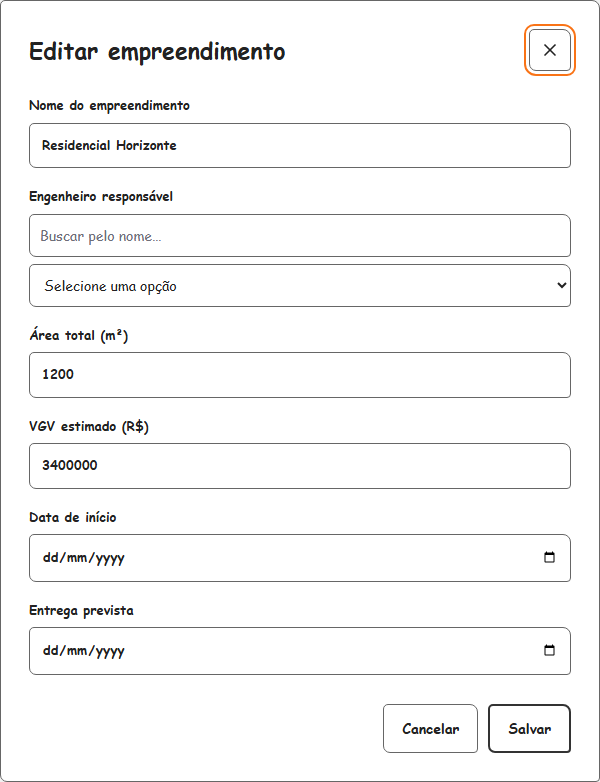 Editar empreendimento
Nome do empreendimento
Residencial Horizonte
Engenheiro responsável
Buscar pelo nome...
Selecione uma opção
Área total (m²)
1200
VGV estimado (R$)
3400000
Data de início
dd/mm/yyyy
Entrega prevista
dd/mm/yyyy
Cancelar
Salvar